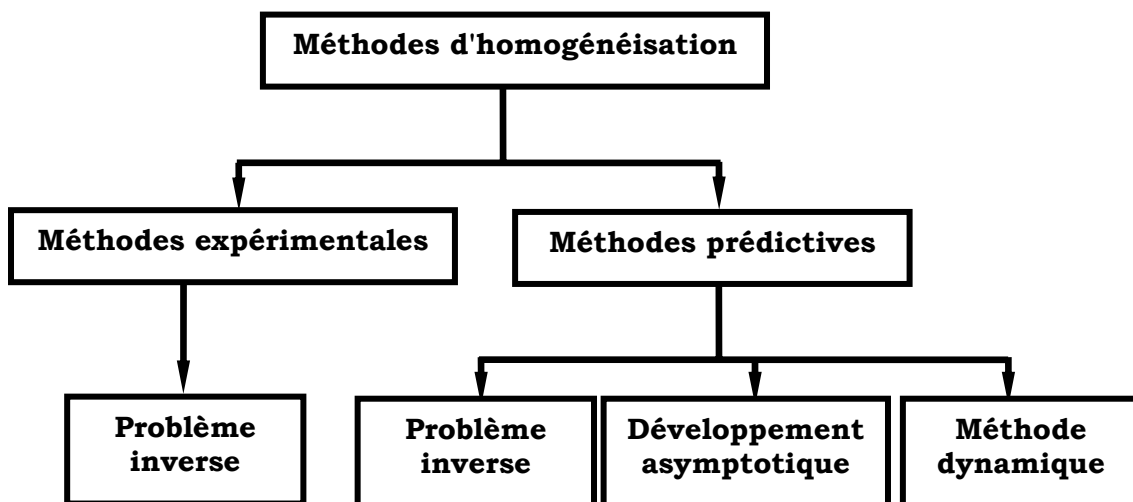 Méthodes d'homogénéisation
Méthodes expérimentales
Méthodes prédictives
Problème
inverse
Problème
inverse
Développement
asymptotique
Méthode
dynamique